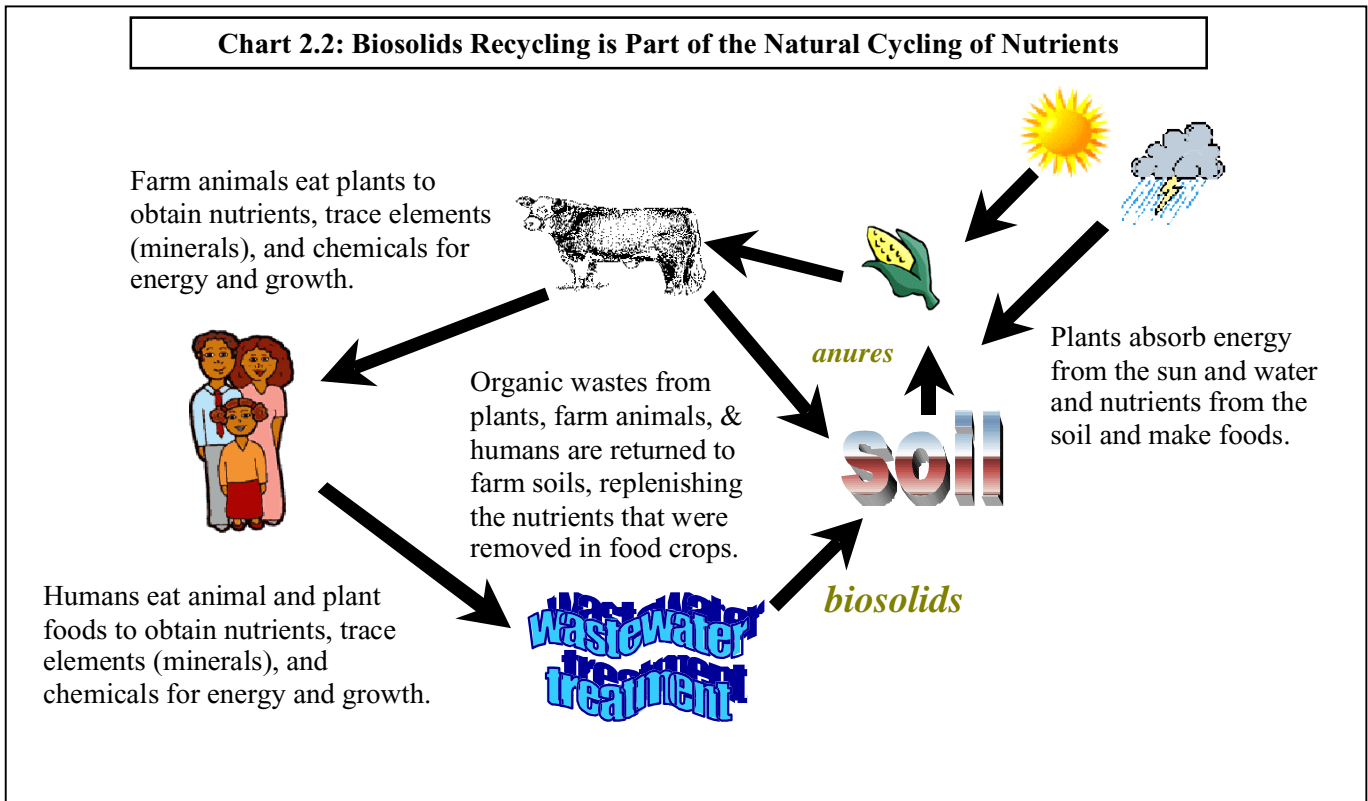 Chart 2.2: Biosolids Recycling is Part of the Natural Cycling of Nutrients
Farm animals eat plants to
obtain nutrients, trace elements
(minerals), and chemicals for
energy and growth.
anures
Plants absorb energy
from the sun and water
and nutrients from the
soil and make foods.
Organic wastes from
plants, farm animals, &
humans are returned to
farm soils, replenishing
the nutrients that were
removed in food crops.
soil
biosolids
Humans eat animal and plant
foods to obtain nutrients, trace
elements (minerals), and
chemicals for energy and growth.
wastewater
treatment